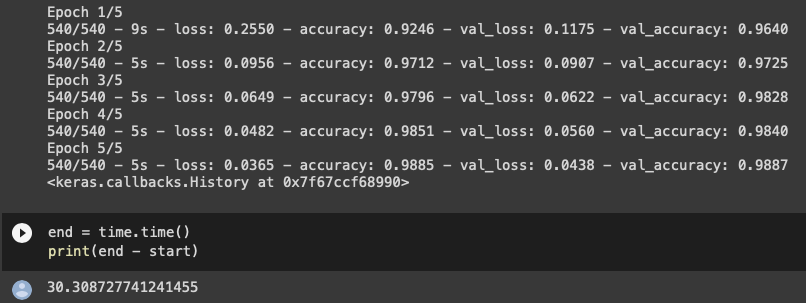 Epoch 1/5
540/540 - 9s - loss: 0.2550 - accuracy: 0.9246 - val_loss: 0.1175 - val_accuracy: 0.9640
Epoch 2/5
540/540 - 5s - loss: 0.0956 - accuracy: 0.9712 - val_loss: 0.0907 - val_accuracy: 0.9725
Epoch 3/5
540/540 - 5s - loss: 0.0649 - accuracy: 0.9796 - val_loss: 0.0622 - val_accuracy: 0.9828
Epoch 4/5
540/540 - 5s - loss: 0.0482 - accuracy: 0.9851 - val_loss: 0.0560 - val_accuracy: 0.9840
Epoch 5/5
540/540 - 5s - loss: 0.0365 - accuracy: 0.9885 - val_loss: 0.0438 - val_accuracy: 0.9887
<keras.callbacks.History at 0x7f67ccf68990>
end = time.time()
print(end - start)
30.308727741241455